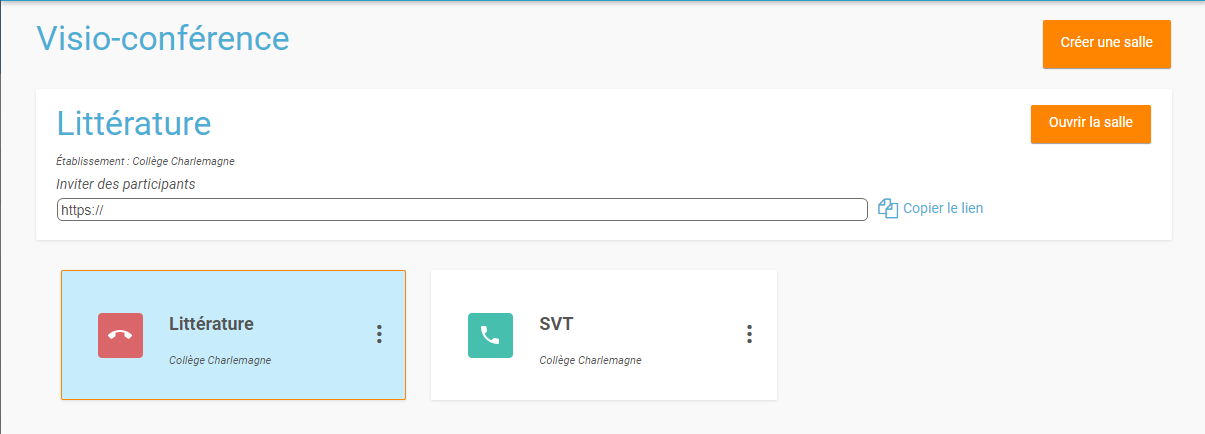 Visio-conférence
Créer une salle
Littérature
Ouvrir la salle
Établissement : Collège Charlemagne
Inviter des participants
https://
Copier le lien
Littérature
Collège Charlemagne
SVT
Collège Charlemagne